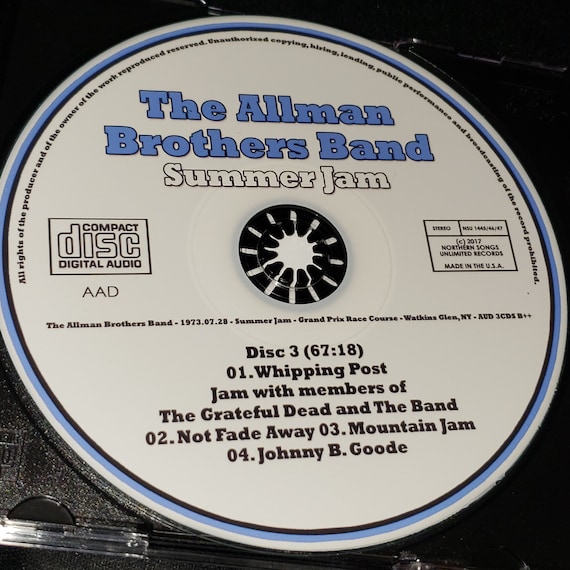 All rights of the producer and of the owner of the work reproduced reserved. Unauthorized copying, hiring, lending, public performance and broadcasting of the record prohibited.
The Allman
Brothers Band
Summer Jam
COMPACT
disc
DIGITAL AUDIO
AAD
STEREO
NSU 1445/46/47
(c) 2017
NORTHERN SONGS
UNLIMITED RECORDS
MADE IN THE U.S.A.
The Allman Brothers Band - 1973.07.28 - Summer Jam - Grand Prix Race Course - Watkins Glen, NY - AUD 3CDS B++
Disc 3 (67:18)
01.Whipping Post
Jam with members of
The Grateful Dead and The Band
02.Not Fade Away 03.Mountain Jam
04.Johnny B. Goode